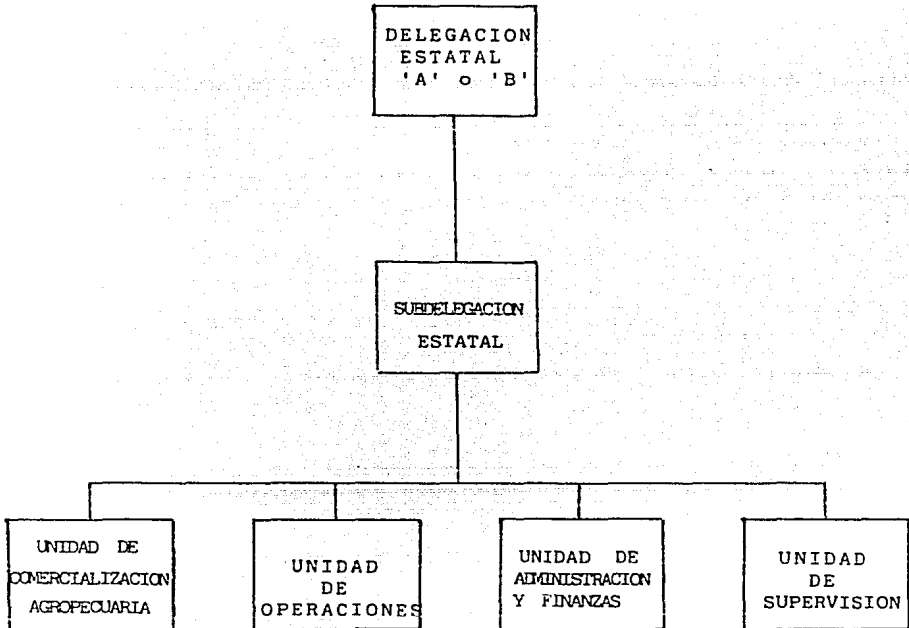 DELEGACION
ESTATAL
'A' o 'B'
SUBDELEGACION
ESTATAL
UNIDAD DE
COMERCIALIZACION
AGROPECUARIA
UNIDAD
DE
OPERACIONES
UNIDAD DE
ADMINISTRACION
Y FINANZAS
UNIDAD
DE
SUPERVISION